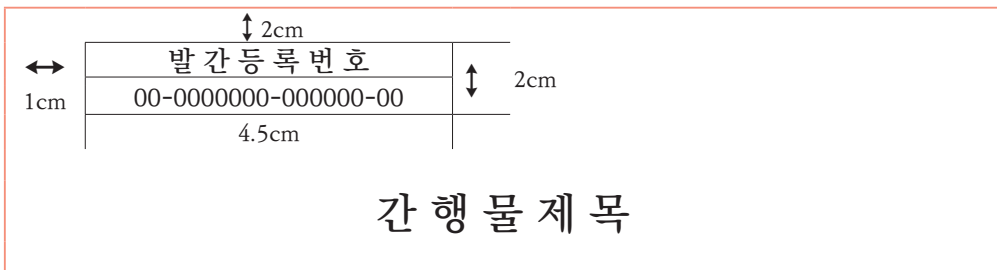 2cm
발 간 등 록 번 호
1cm
00-0000000-000000-00
2cm
4.5cm
간 행 물 제 목